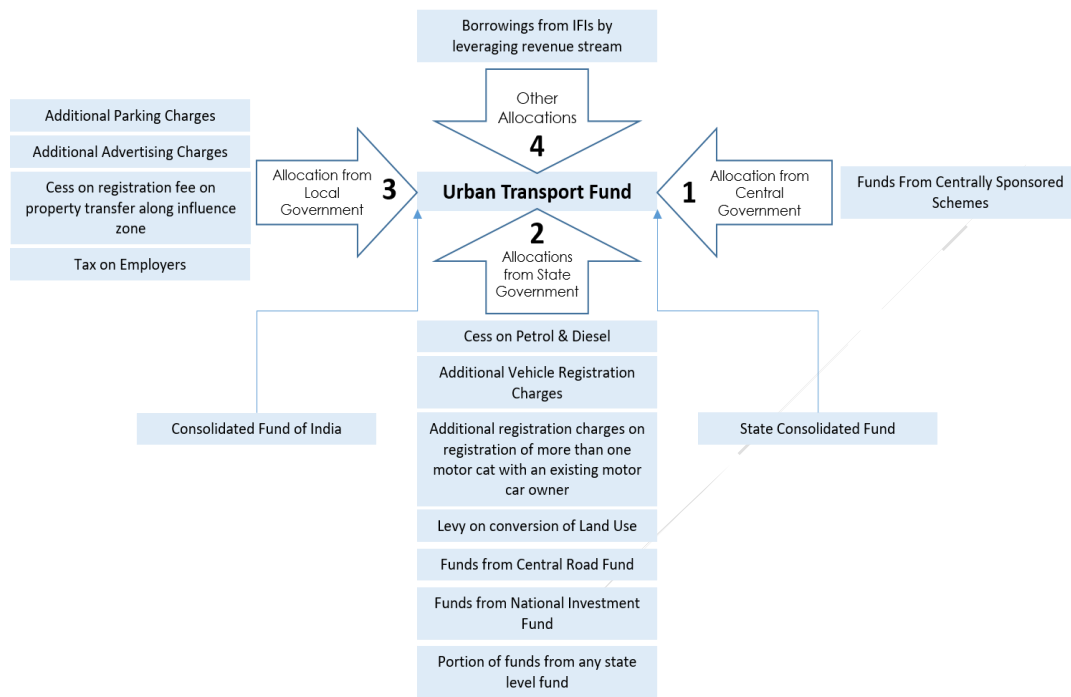 Borrowings from IFIs by
leveraging revenue stream
Other
Allocations
4
Additional Parking Charges
Additional Advertising Charges
Cess on registration fee on
property transfer along influence
zone
Tax on Employers
Allocation from
Local
Government
3
Urban Transport Fund
1
Allocation from
Central
Government
Funds From Centrally Sponsored
Schemes
2
Allocations
from State
Government
Cess on Petrol & Diesel
Additional Vehicle Registration
Charges
Additional registration charges on
registration of more than one
motor cat with an existing motor
car owner
Levy on conversion of Land Use
Funds from Central Road Fund
Funds from National Investment
Fund
Portion of funds from any state
level fund
Consolidated Fund of India
State Consolidated Fund